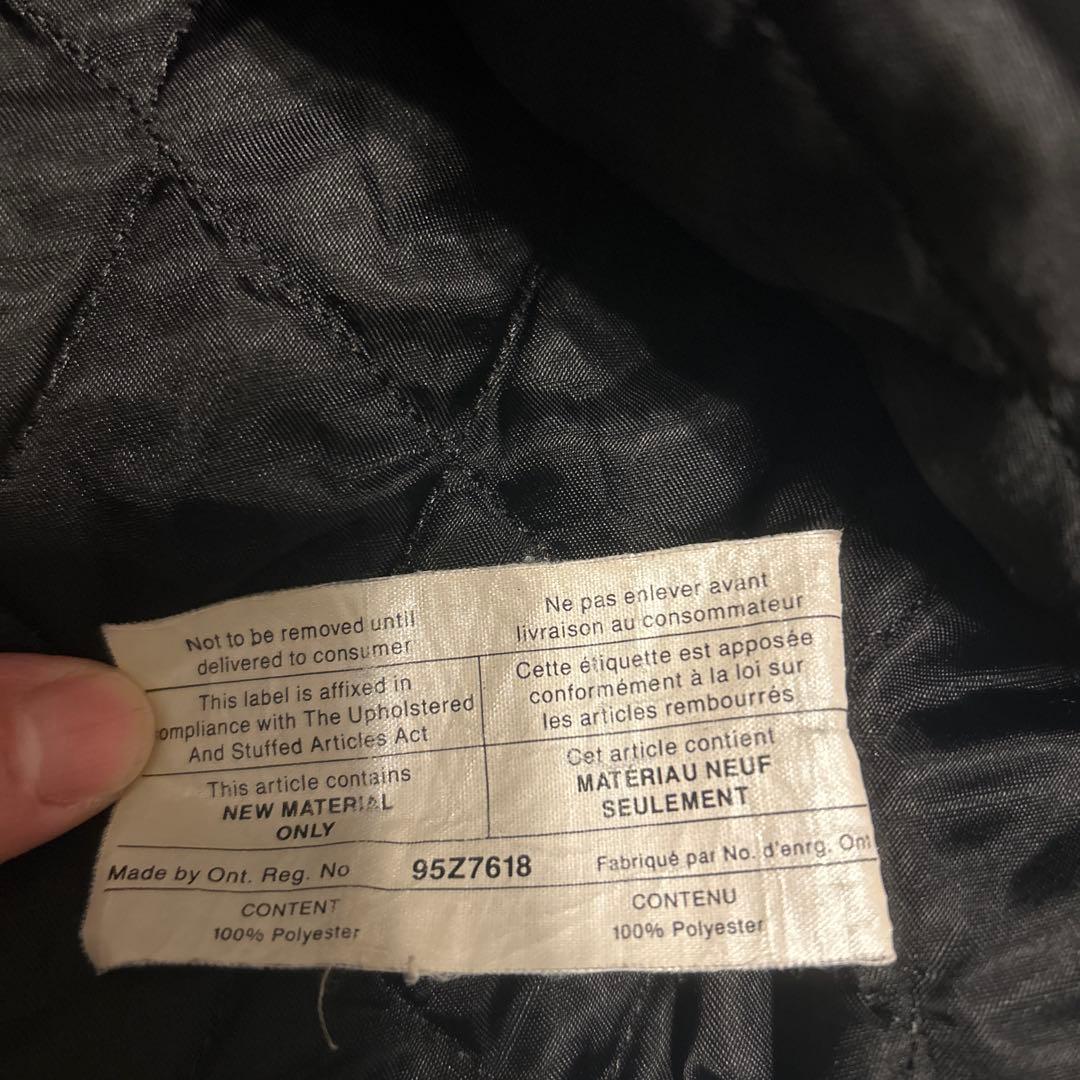 Not to be removed until
delivered to consumer
Ne pas enlever avant
livraison au consommateur
This label is affixed in
ompliance with The Upholstered
And Stuffed Articles Act
Cette étiquette est apposée
conformément à la loi sur
les articles rembourrés
This article contains
NEW MATERIAL
ONLY
Cet article contient
MATÉRIAU NEUF
SEULEMENT
Made by Ont. Reg. No 95Z7618 Fabriqué par No. d'enrg. Ont
CONTENT
100% Polyester
CONTENU
100% Polyester